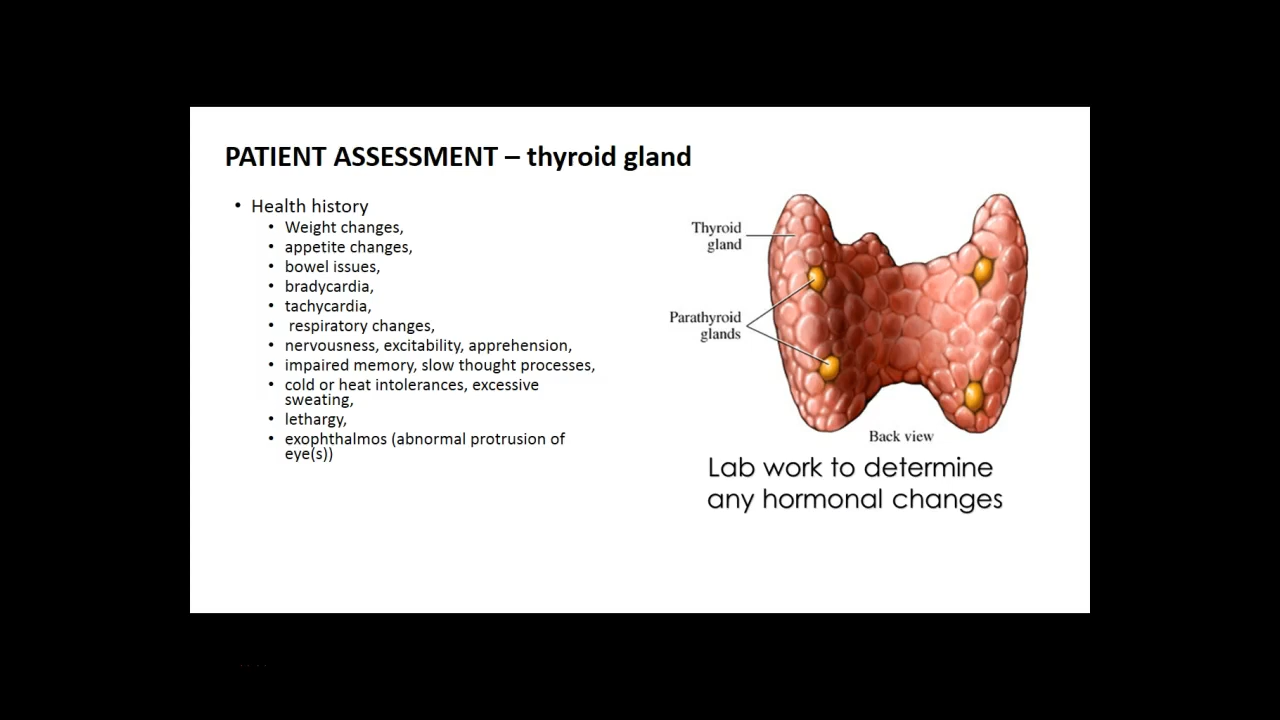 PATIENT ASSESSMENT – thyroid gland
• Health history
• Weight changes,
• appetite changes,
• bowel issues,
• bradycardia,
• tachycardia,
• respiratory changes,
• nervousness, excitability, apprehension,
• impaired memory, slow thought processes,
• cold or heat intolerances, excessive
sweating,
• lethargy,
• exophthalmos (abnormal protrusion of
eye(s))
Thyroid
gland
Parathyroid
glands
Back view
Lab work to determine
any hormonal changes